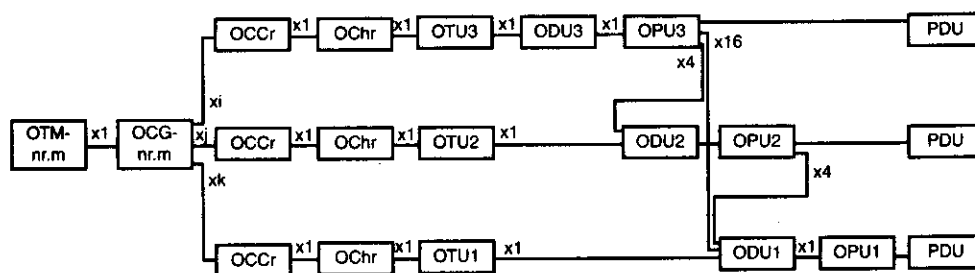 OCCr x1 OChr x1 OTU3 x1 ODU3 x1 OPU3 PDU
x16
x4
xi
OTM-nr.m x1 OCG-nr.m xj OCCr x1 OChr x1 OTU2 x1 ODU2 OPU2 PDU
xk
x4
OCCr x1 OChr x1 OTU1 x1 ODU1 x1 OPU1 PDU